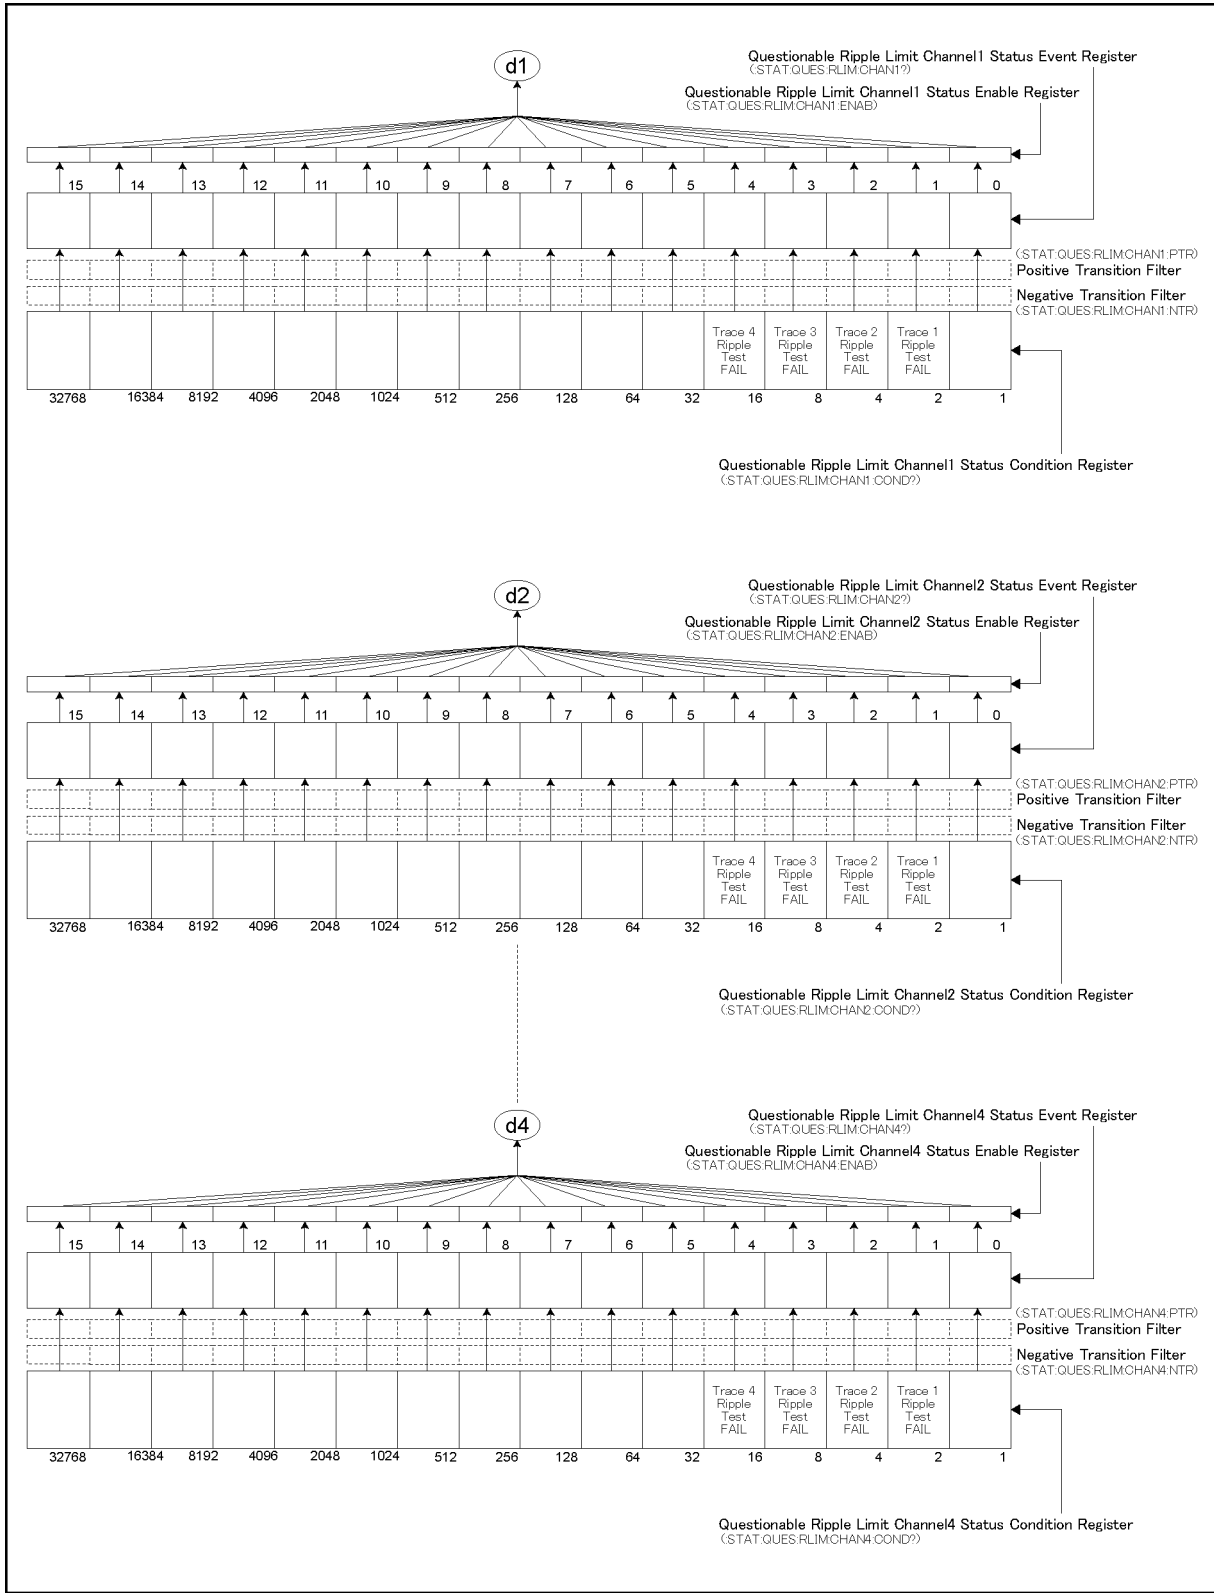 d1
Questionable Ripple Limit Channel1 Status Event Register
(:STAT:QUES:RLIM:CHAN1?)
Questionable Ripple Limit Channel1 Status Enable Register
(:STAT:QUES:RLIM:CHAN1:ENAB)
15 14 13 12 11 10 9 8 7 6 5 4 3 2 1 0
(:STAT:QUES:RLIM:CHAN1:PTR)
Positive Transition Filter
Negative Transition Filter
(:STAT:QUES:RLIM:CHAN1:NTR)
Trace 4 Trace 3 Trace 2 Trace 1
Ripple Ripple Ripple Ripple
Test Test Test Test
FAIL FAIL FAIL FAIL
32768 16384 8192 4096 2048 1024 512 256 128 64 32 16 8 4 2 1
Questionable Ripple Limit Channel1 Status Condition Register
(:STAT:QUES:RLIM:CHAN1:COND?)
d2
Questionable Ripple Limit Channel2 Status Event Register
(:STAT:QUES:RLIM:CHAN2?)
Questionable Ripple Limit Channel2 Status Enable Register
(:STAT:QUES:RLIM:CHAN2:ENAB)
15 14 13 12 11 10 9 8 7 6 5 4 3 2 1 0
(:STAT:QUES:RLIM:CHAN2:PTR)
Positive Transition Filter
Negative Transition Filter
(:STAT:QUES:RLIM:CHAN2:NTR)
Trace 4 Trace 3 Trace 2 Trace 1
Ripple Ripple Ripple Ripple
Test Test Test Test
FAIL FAIL FAIL FAIL
32768 16384 8192 4096 2048 1024 512 256 128 64 32 16 8 4 2 1
Questionable Ripple Limit Channel2 Status Condition Register
(:STAT:QUES:RLIM:CHAN2:COND?)
d4
Questionable Ripple Limit Channel4 Status Event Register
(:STAT:QUES:RLIM:CHAN4?)
Questionable Ripple Limit Channel4 Status Enable Register
(:STAT:QUES:RLIM:CHAN4:ENAB)
15 14 13 12 11 10 9 8 7 6 5 4 3 2 1 0
(:STAT:QUES:RLIM:CHAN4:PTR)
Positive Transition Filter
Negative Transition Filter
(:STAT:QUES:RLIM:CHAN4:NTR)
Trace 4 Trace 3 Trace 2 Trace 1
Ripple Ripple Ripple Ripple
Test Test Test Test
FAIL FAIL FAIL FAIL
32768 16384 8192 4096 2048 1024 512 256 128 64 32 16 8 4 2 1
Questionable Ripple Limit Channel4 Status Condition Register
(:STAT:QUES:RLIM:CHAN4:COND?)